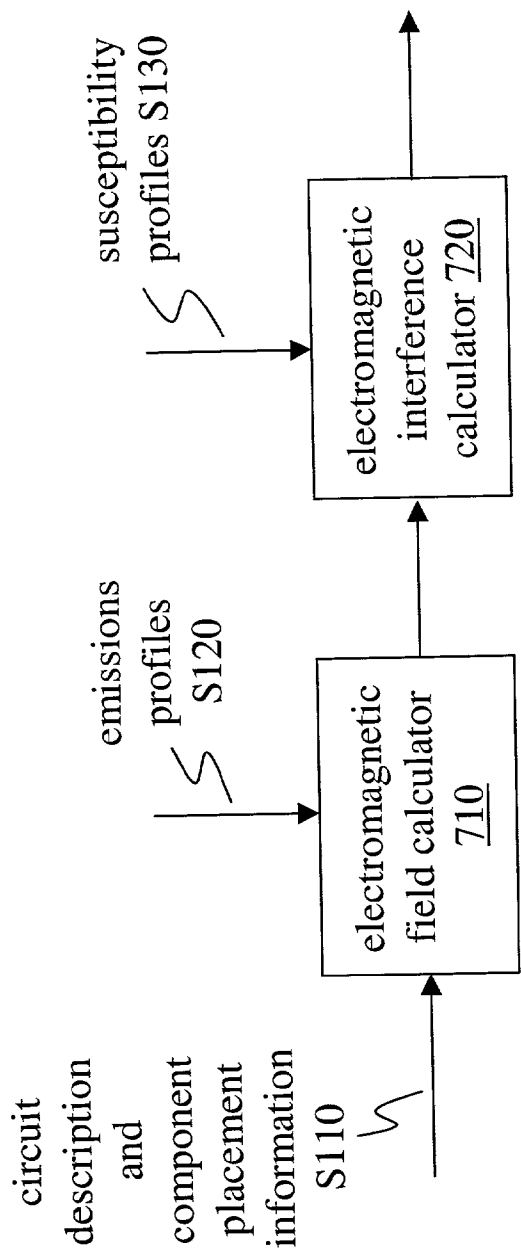 circuit
description
and
component
placement
information
S110
emissions
profiles
S120
susceptibility
profiles S130
electromagnetic
field calculator
710
electromagnetic
interference
calculator 720